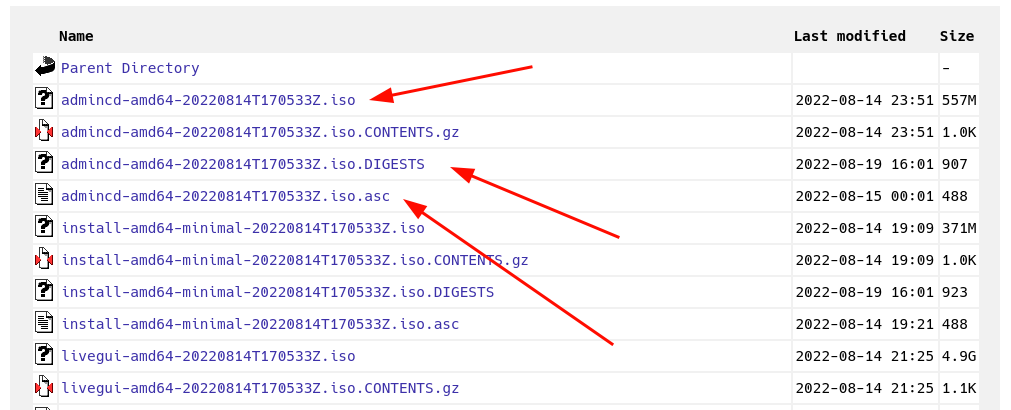 Name Last modified Size
Parent Directory -
admincd-amd64-20220814T170533Z.iso 2022-08-14 23:51 557M
admincd-amd64-20220814T170533Z.iso.CONTENTS.gz 2022-08-14 23:51 1.0K
admincd-amd64-20220814T170533Z.iso.DIGESTS 2022-08-19 16:01 907
admincd-amd64-20220814T170533Z.iso.asc 2022-08-15 00:01 488
install-amd64-minimal-20220814T170533Z.iso 2022-08-14 19:09 371M
install-amd64-minimal-20220814T170533Z.iso.CONTENTS.gz 2022-08-14 19:09 1.0K
install-amd64-minimal-20220814T170533Z.iso.DIGESTS 2022-08-19 16:01 923
install-amd64-minimal-20220814T170533Z.iso.asc 2022-08-14 19:21 488
livegui-amd64-20220814T170533Z.iso 2022-08-14 21:25 4.9G
livegui-amd64-20220814T170533Z.iso.CONTENTS.gz 2022-08-14 21:25 1.1K